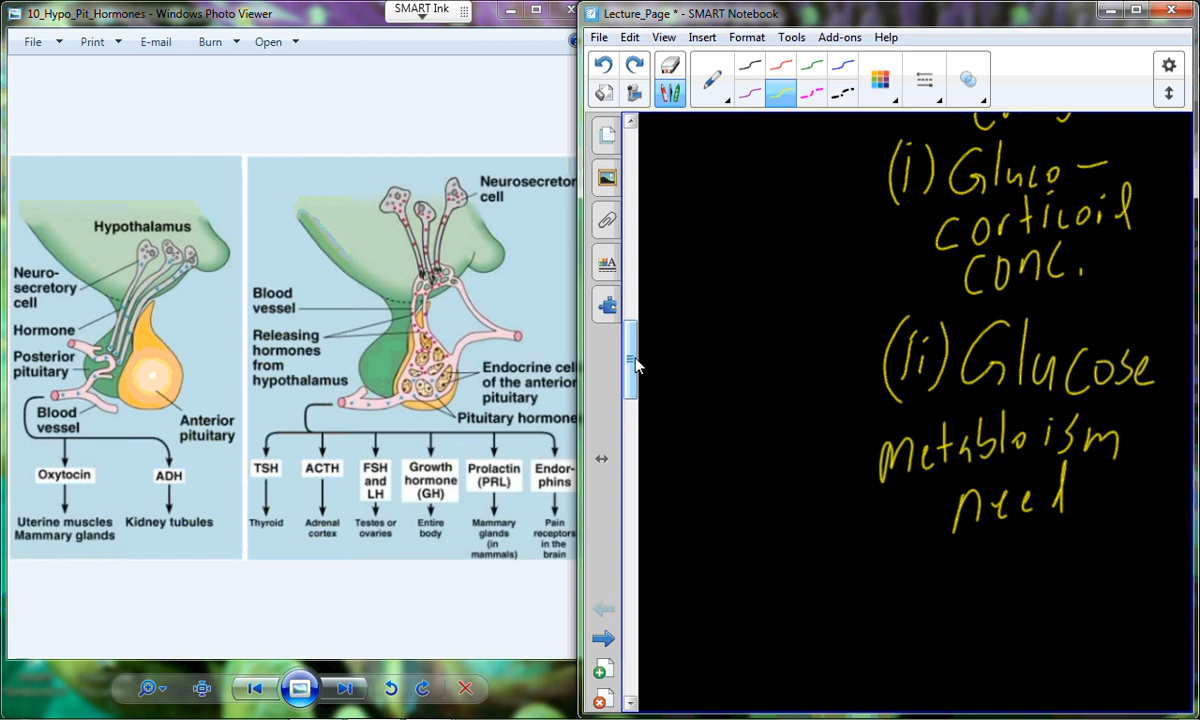 10_Hypo_Pit_Hormones - Windows Photo Viewer
SMART Ink
File Print E-mail Burn Open
Hypothalamus
Neuro-
secretory
cell
Hormone
Posterior
pituitary
Blood
vessel
Anterior
pituitary
Oxytocin
ADH
Uterine muscles
Mammary glands
Kidney tubules
Neurosecretor
cell
Blood
vessel
Releasing
hormones
from
hypothalamus
Endocrine cel
of the anterior
pituitary
Pituitary hormone
TSH
ACTH
FSH
and
LH
Growth
hormone
(GH)
Prolactin
(PRL)
Endor-
phins
Thyroid
Adrenal
cortex
Testes or
ovaries
Entire
body
Mammary
glands
(in
mammals)
Pain
receptors
in the
brain
Lecture_Page * - SMART Notebook
File Edit View Insert Format Tools Add-ons Help
(i) Gluco -
corticoid
conc.
(ii) Glucose
metabloism
need